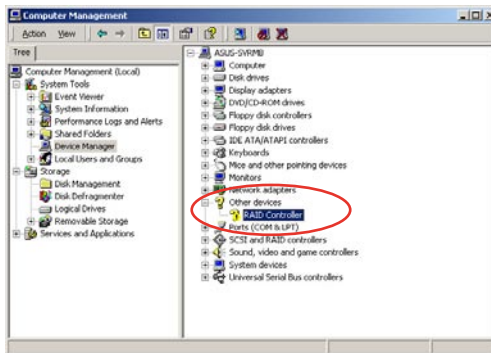 Computer Management
Action View
Tree
Computer Management (Local)
System Tools
Event Viewer
System Information
Performance Logs and Alerts
Shared Folders
Device Manager
Local Users and Groups
Storage
Disk Management
Disk Defragmenter
Logical Drives
Removable Storage
Services and Applications
ASUS-SVRMB
Computer
Disk drives
Display adapters
DVD/CD-ROM drives
Floppy disk controllers
Floppy disk drives
IDE ATA/ATAPI controllers
Keyboards
Mice and other pointing devices
Monitors
Network adapters
Other devices
RAID Controller
Ports (COM & LPT)
SCSI and RAID controllers
Sound, video and game controllers
System devices
Universal Serial Bus controllers